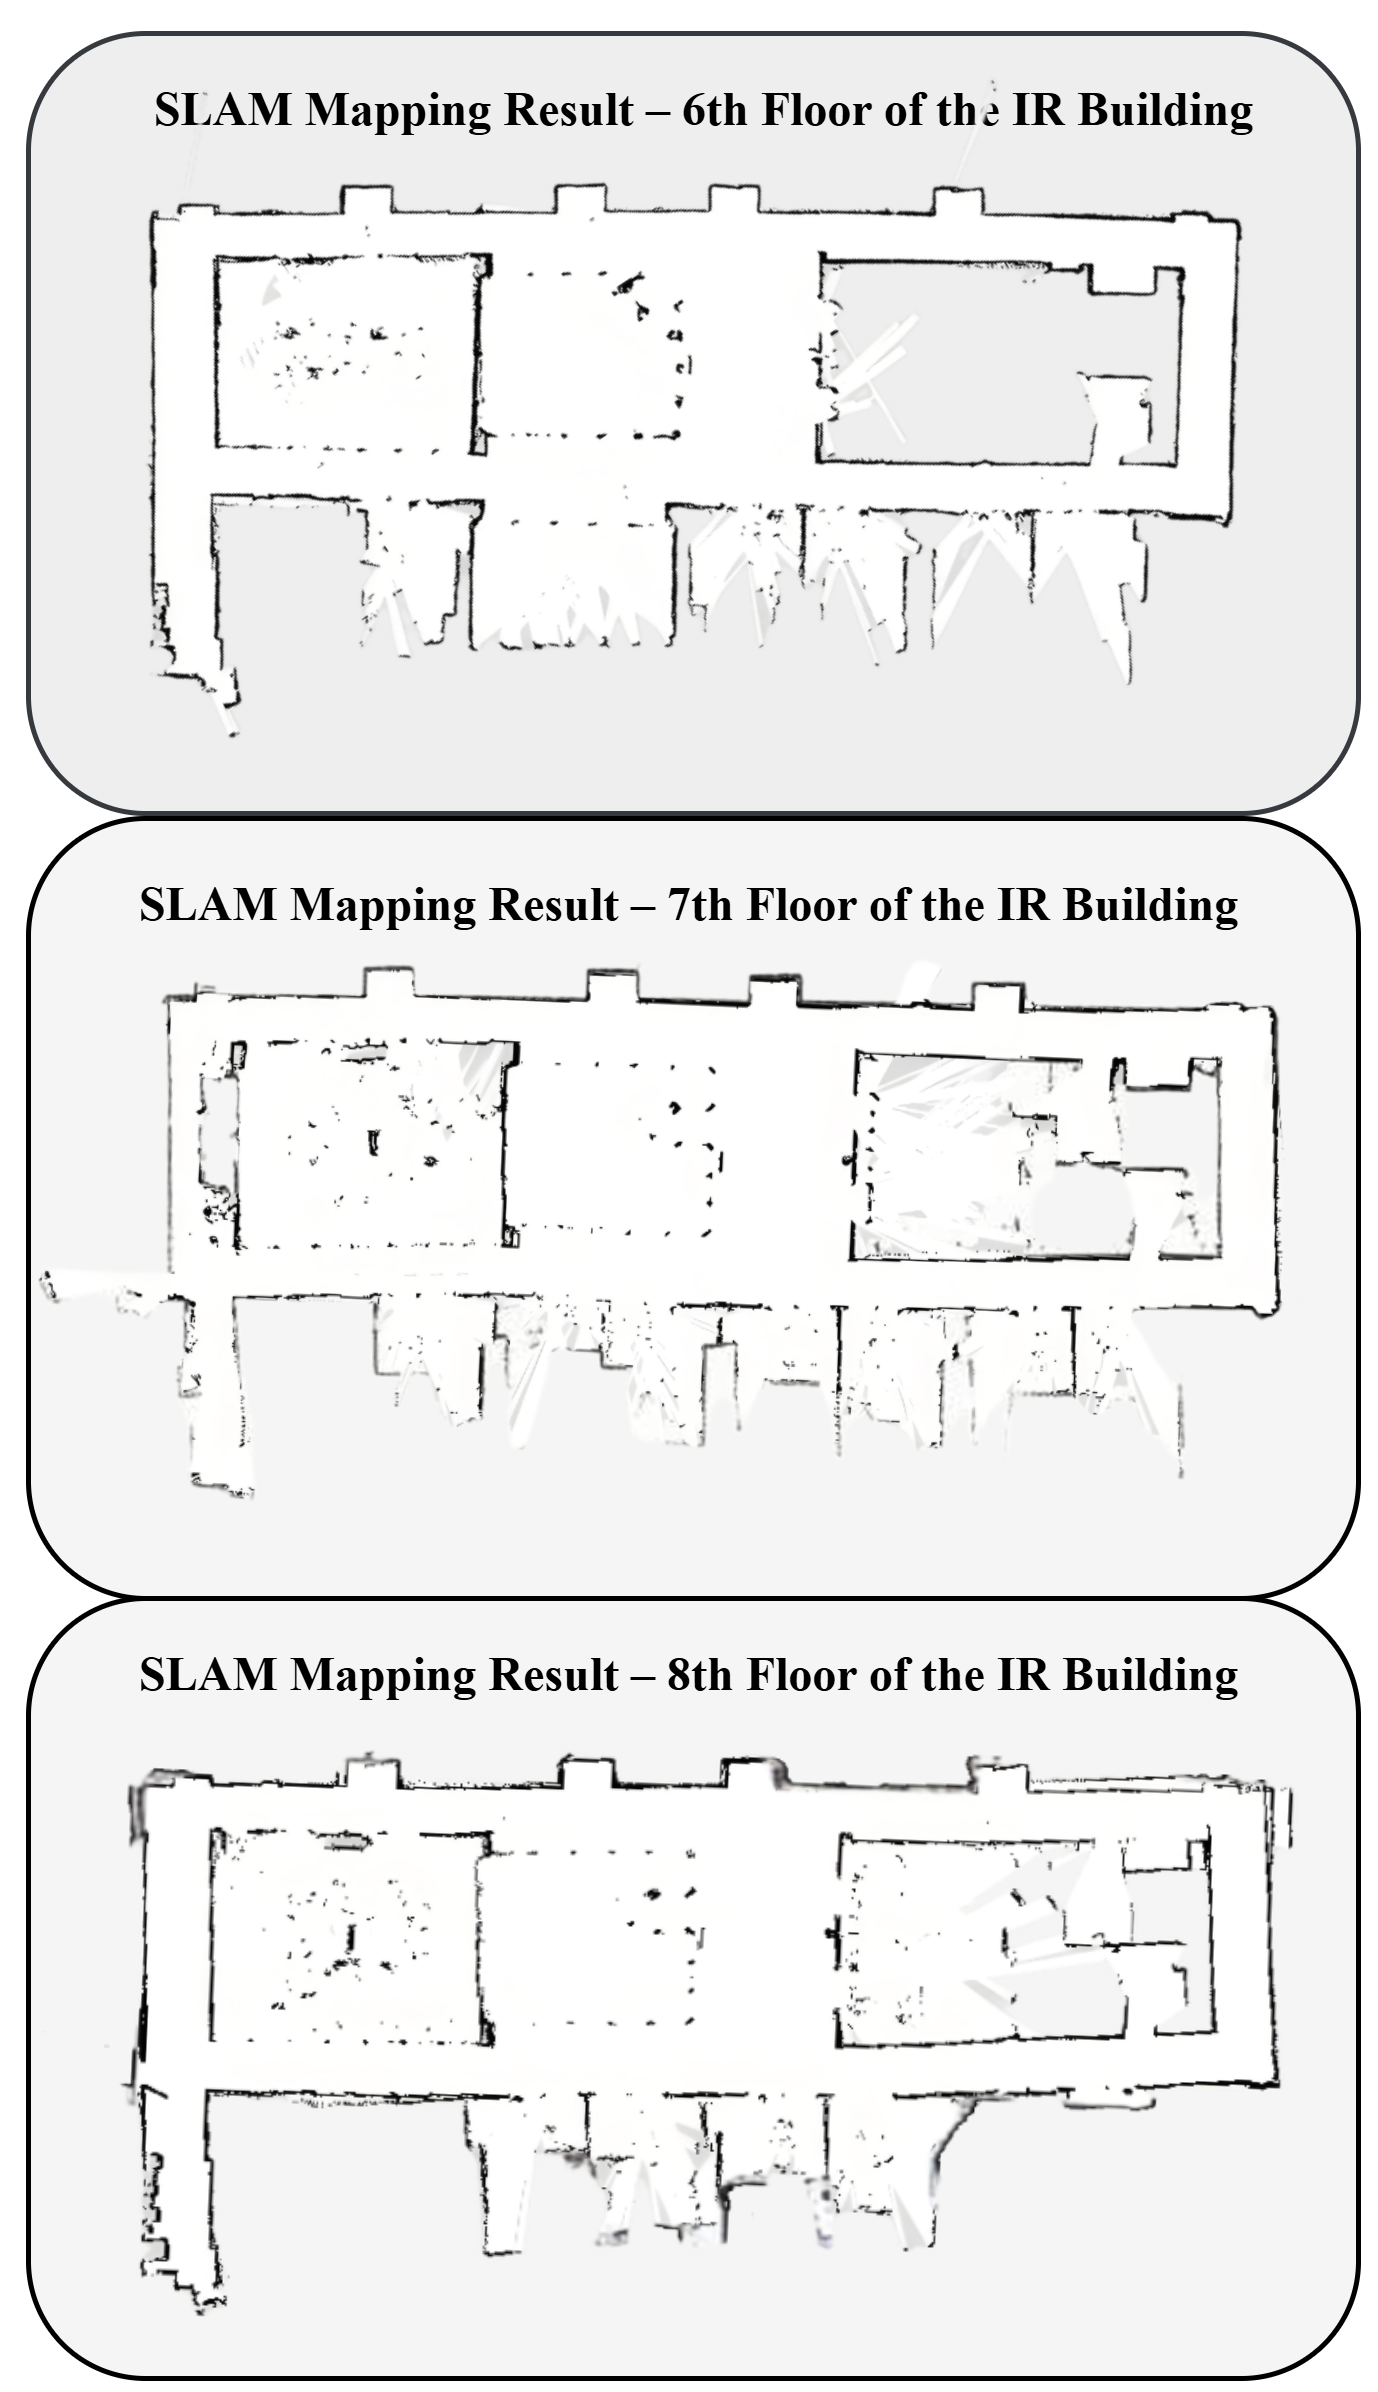 SLAM Mapping Result – 6th Floor of the IR Building
SLAM Mapping Result – 7th Floor of the IR Building
SLAM Mapping Result – 8th Floor of the IR Building